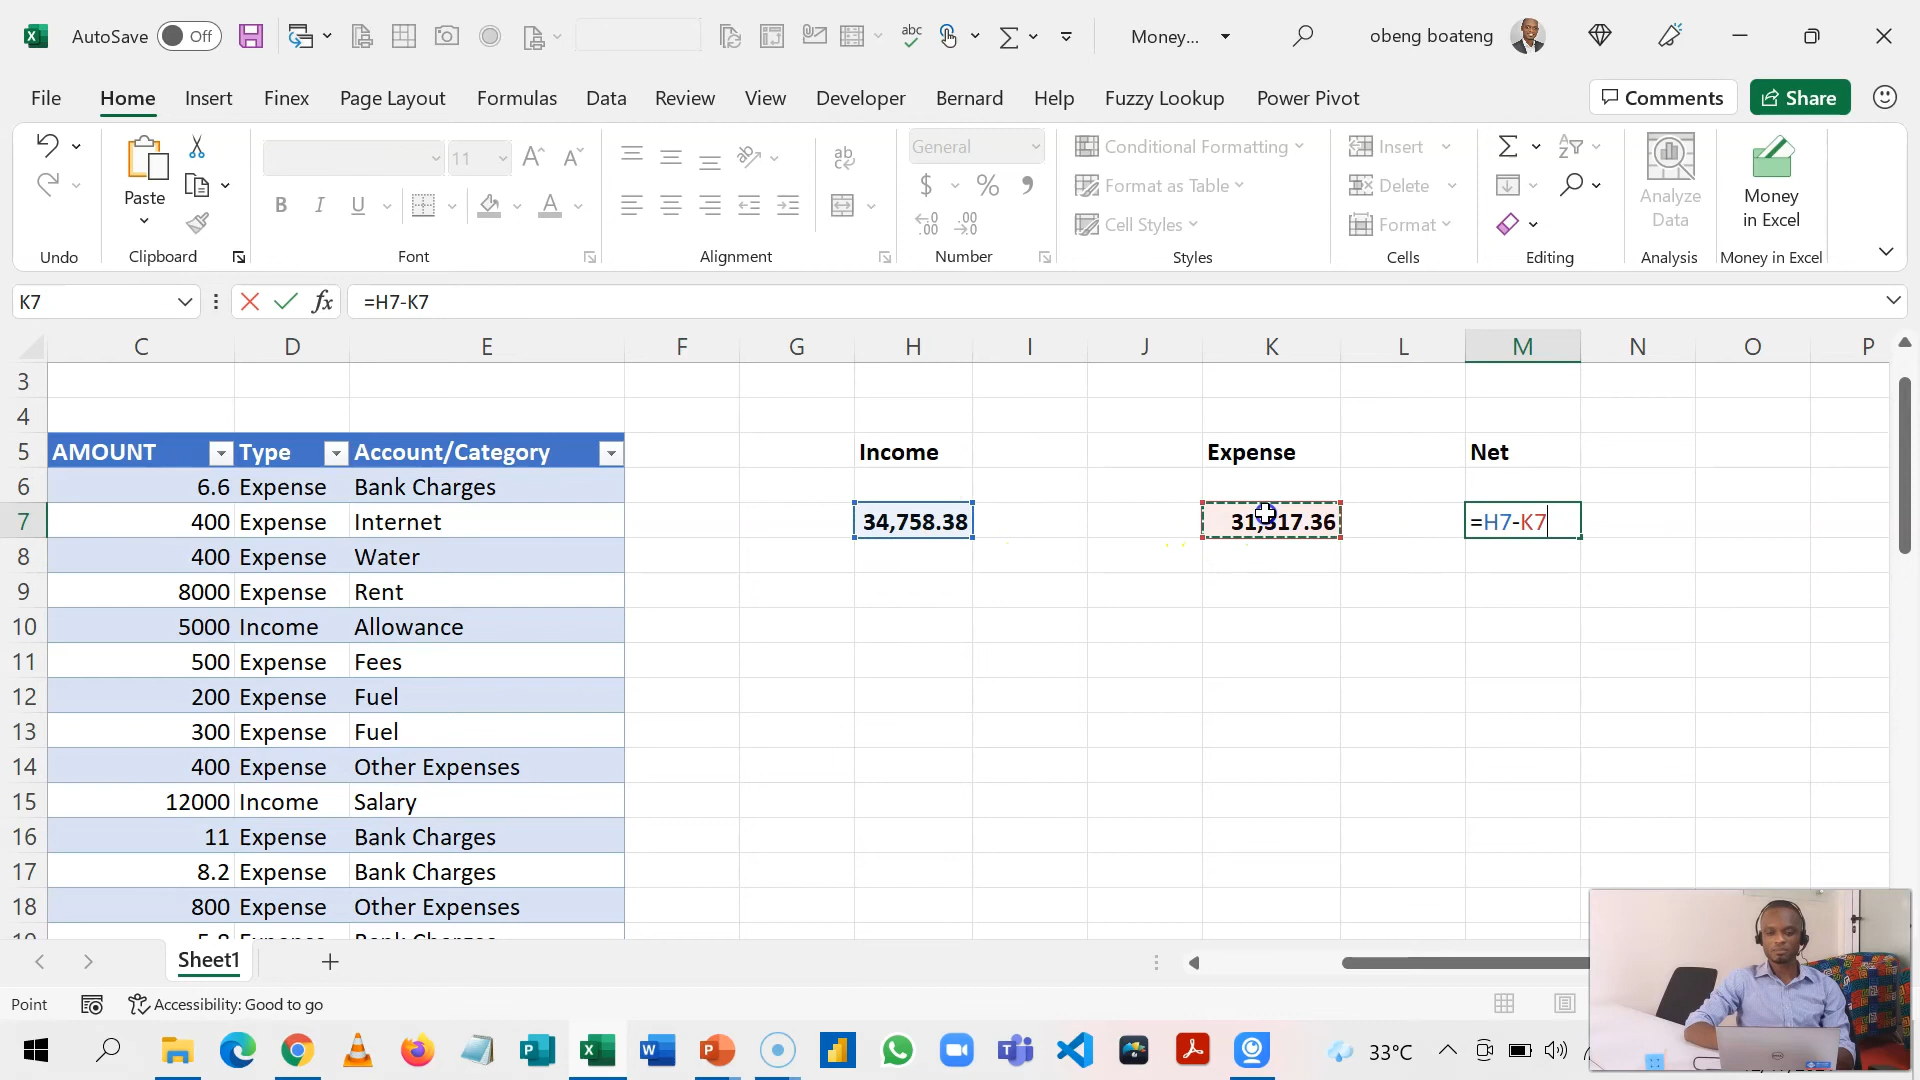 AutoSave Off Money... obeng boateng
File Home Insert Finex Page Layout Formulas Data Review View Developer Bernard Help Fuzzy Lookup Power Pivot Comments Share
Paste 11 General Conditional Formatting Format as Table Cell Styles Insert Delete Format Analyze Data Money in Excel
Undo Clipboard Font Alignment Number Styles Cells Editing Analysis Money in Excel
K7 fx =H7-K7
C D E F G H I J K L M N O P
3
4
5 AMOUNT Type Account/Category Income Expense Net
6 6.6 Expense Bank Charges
7 400 Expense Internet 34,758.38 31,317.36 =H7-K7
8 400 Expense Water
9 8000 Expense Rent
10 5000 Income Allowance
11 500 Expense Fees
12 200 Expense Fuel
13 300 Expense Fuel
14 400 Expense Other Expenses
15 12000 Income Salary
16 11 Expense Bank Charges
17 8.2 Expense Bank Charges
18 800 Expense Other Expenses
Sheet1
Point Accessibility: Good to go
33°C